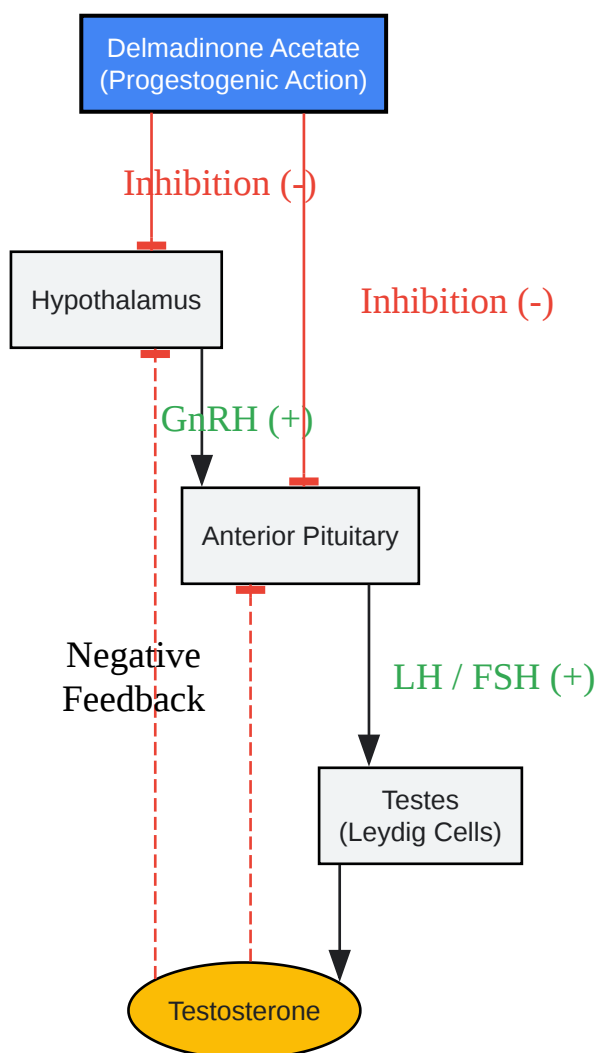 Delmadinone Acetate
(Progestogenic Action)
Inhibition (-)
Hypothalamus
Inhibition (-)
GnRH (+)
Anterior Pituitary
Negative
Feedback
LH / FSH (+)
Testes
(Leydig Cells)
Testosterone